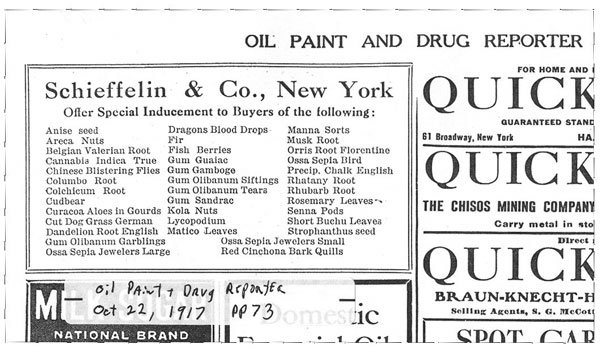 OIL PAINT AND DRUG REPORTER
Schieffelin & Co., New York
Offer Special Inducement to Buyers of the following:
Anise seed
Areca Nuts
Belgian Valerian Root
Cannabis Indica True
Chinese Blistering Flies
Columbo Root
Colchicum Root
Cudbear
Curacoa Aloes in Gourds
Cut Dog Grass German
Dandelion Root English
Gum Olibanum Garblings
Ossa Sepia Jewelers Large
Dragons Blood Drops
Fir
Fish Berries
Gum Guaiac
Gum Gamboge
Gum Olibanum Siftings
Gum Olibanum Tears
Gum Sandrac
Kola Nuts
Lycopodium
Matico Leaves
Manna Sorts
Musk Root
Orris Root Florentine
Ossa Sepia Bird
Precip. Chalk English
Rhatany Root
Rhubarb Root
Rosemary Leaves
Senna Pods
Short Buchu Leaves
Strophanthus seed
Ossa Sepia Jewelers Small
Red Cinchona Bark Quills
FOR HOME AND
QUICK
GUARANTEED STAND
61 Broadway, New York HA
QUICK
THE CHISOS MINING COMPANY
Carry metal in sto
Direct
QUICK
BRAUN-KNECHT-H
Selling Agents, S. G. McCott
SPOT CAR
MILK SUGAR
NATIONAL BRAND
Domestic
Essential Oils
Oil Paint & Drug Reporter
Oct 22, 1917 pp 73